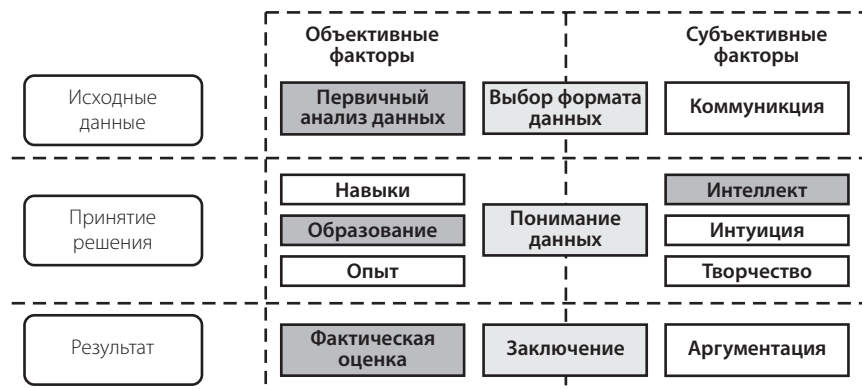 Объективные
факторы
Субъективные
факторы
Исходные
данные
Первичный
анализ данных
Выбор формата
данных
Коммуникция
Принятие
решения
Навыки
Образование
Опыт
Понимание
данных
Интеллект
Интуиция
Творчество
Результат
Фактическая
оценка
Заключение
Аргументация